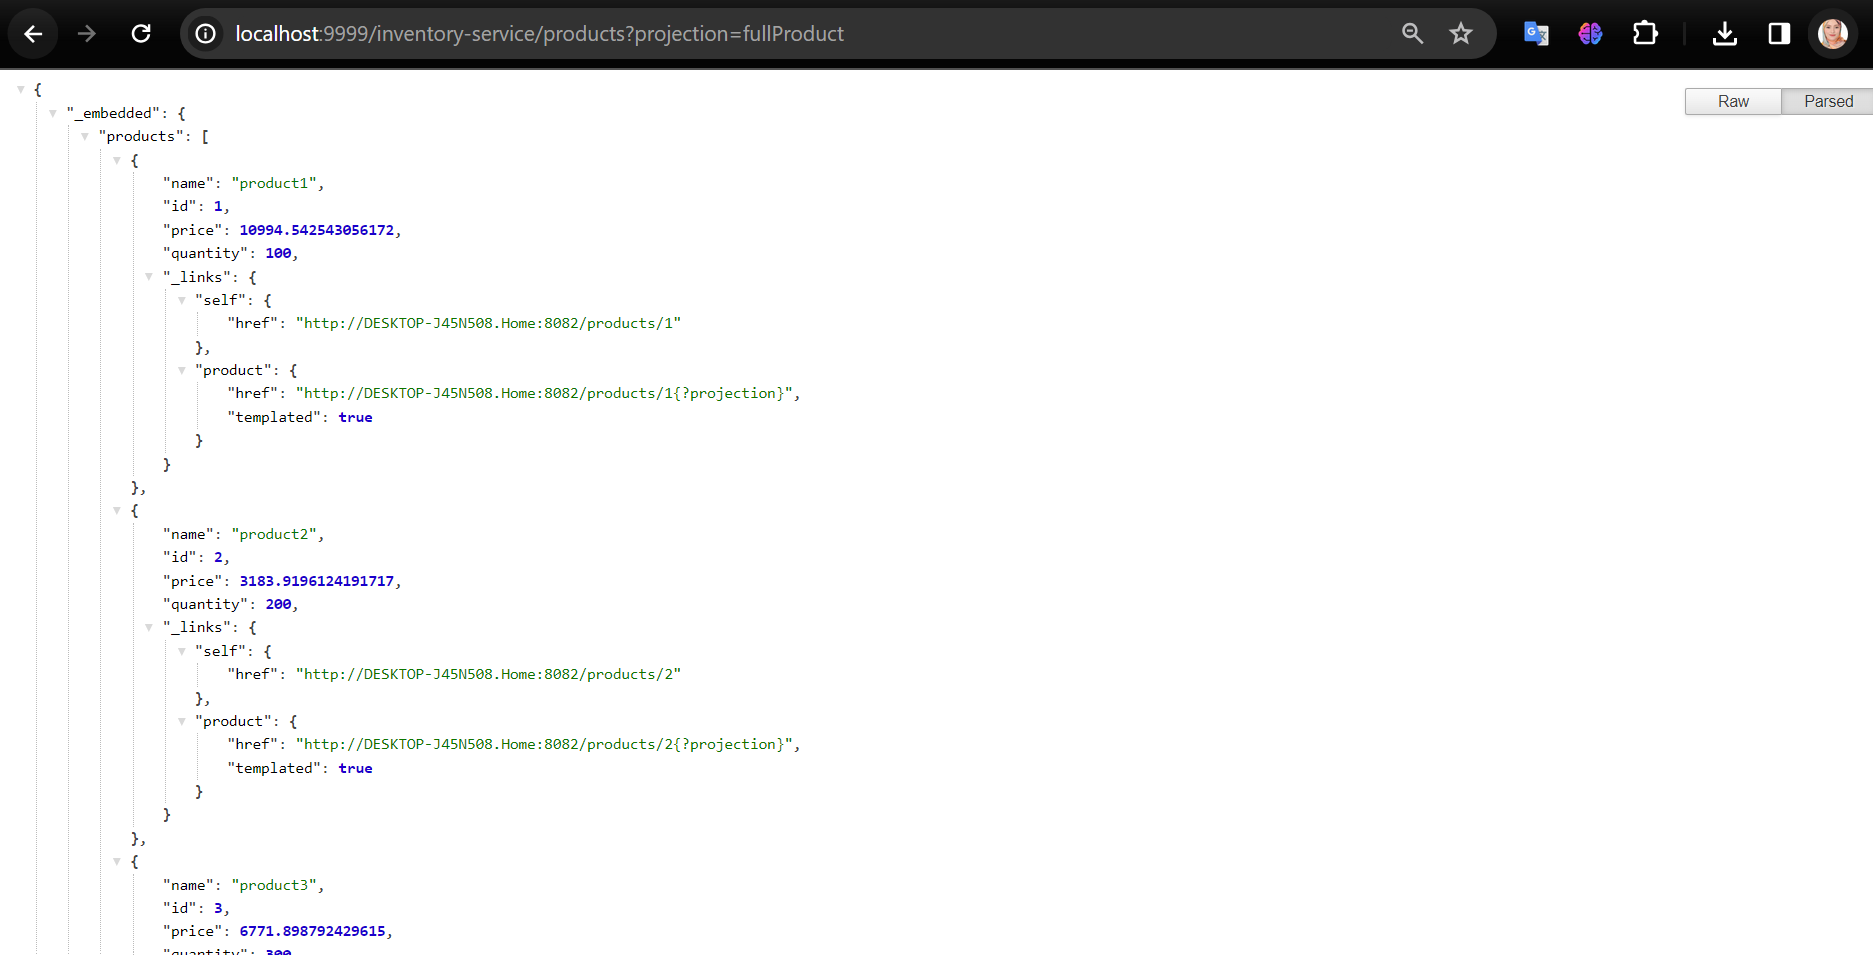 localhost:9999/inventory-service/products?projection=fullProduct
Raw Parsed
{
"_embedded": {
"products": [
{
"name": "product1",
"id": 1,
"price": 10994.542543056172,
"quantity": 100,
"_links": {
"self": {
"href": "http://DESKTOP-J45N508.Home:8082/products/1"
},
"product": {
"href": "http://DESKTOP-J45N508.Home:8082/products/1{?projection}",
"templated": true
}
}
},
{
"name": "product2",
"id": 2,
"price": 3183.9196124191717,
"quantity": 200,
"_links": {
"self": {
"href": "http://DESKTOP-J45N508.Home:8082/products/2"
},
"product": {
"href": "http://DESKTOP-J45N508.Home:8082/products/2{?projection}",
"templated": true
}
}
},
{
"name": "product3",
"id": 3,
"price": 6771.898792429615,
"quantity": 300